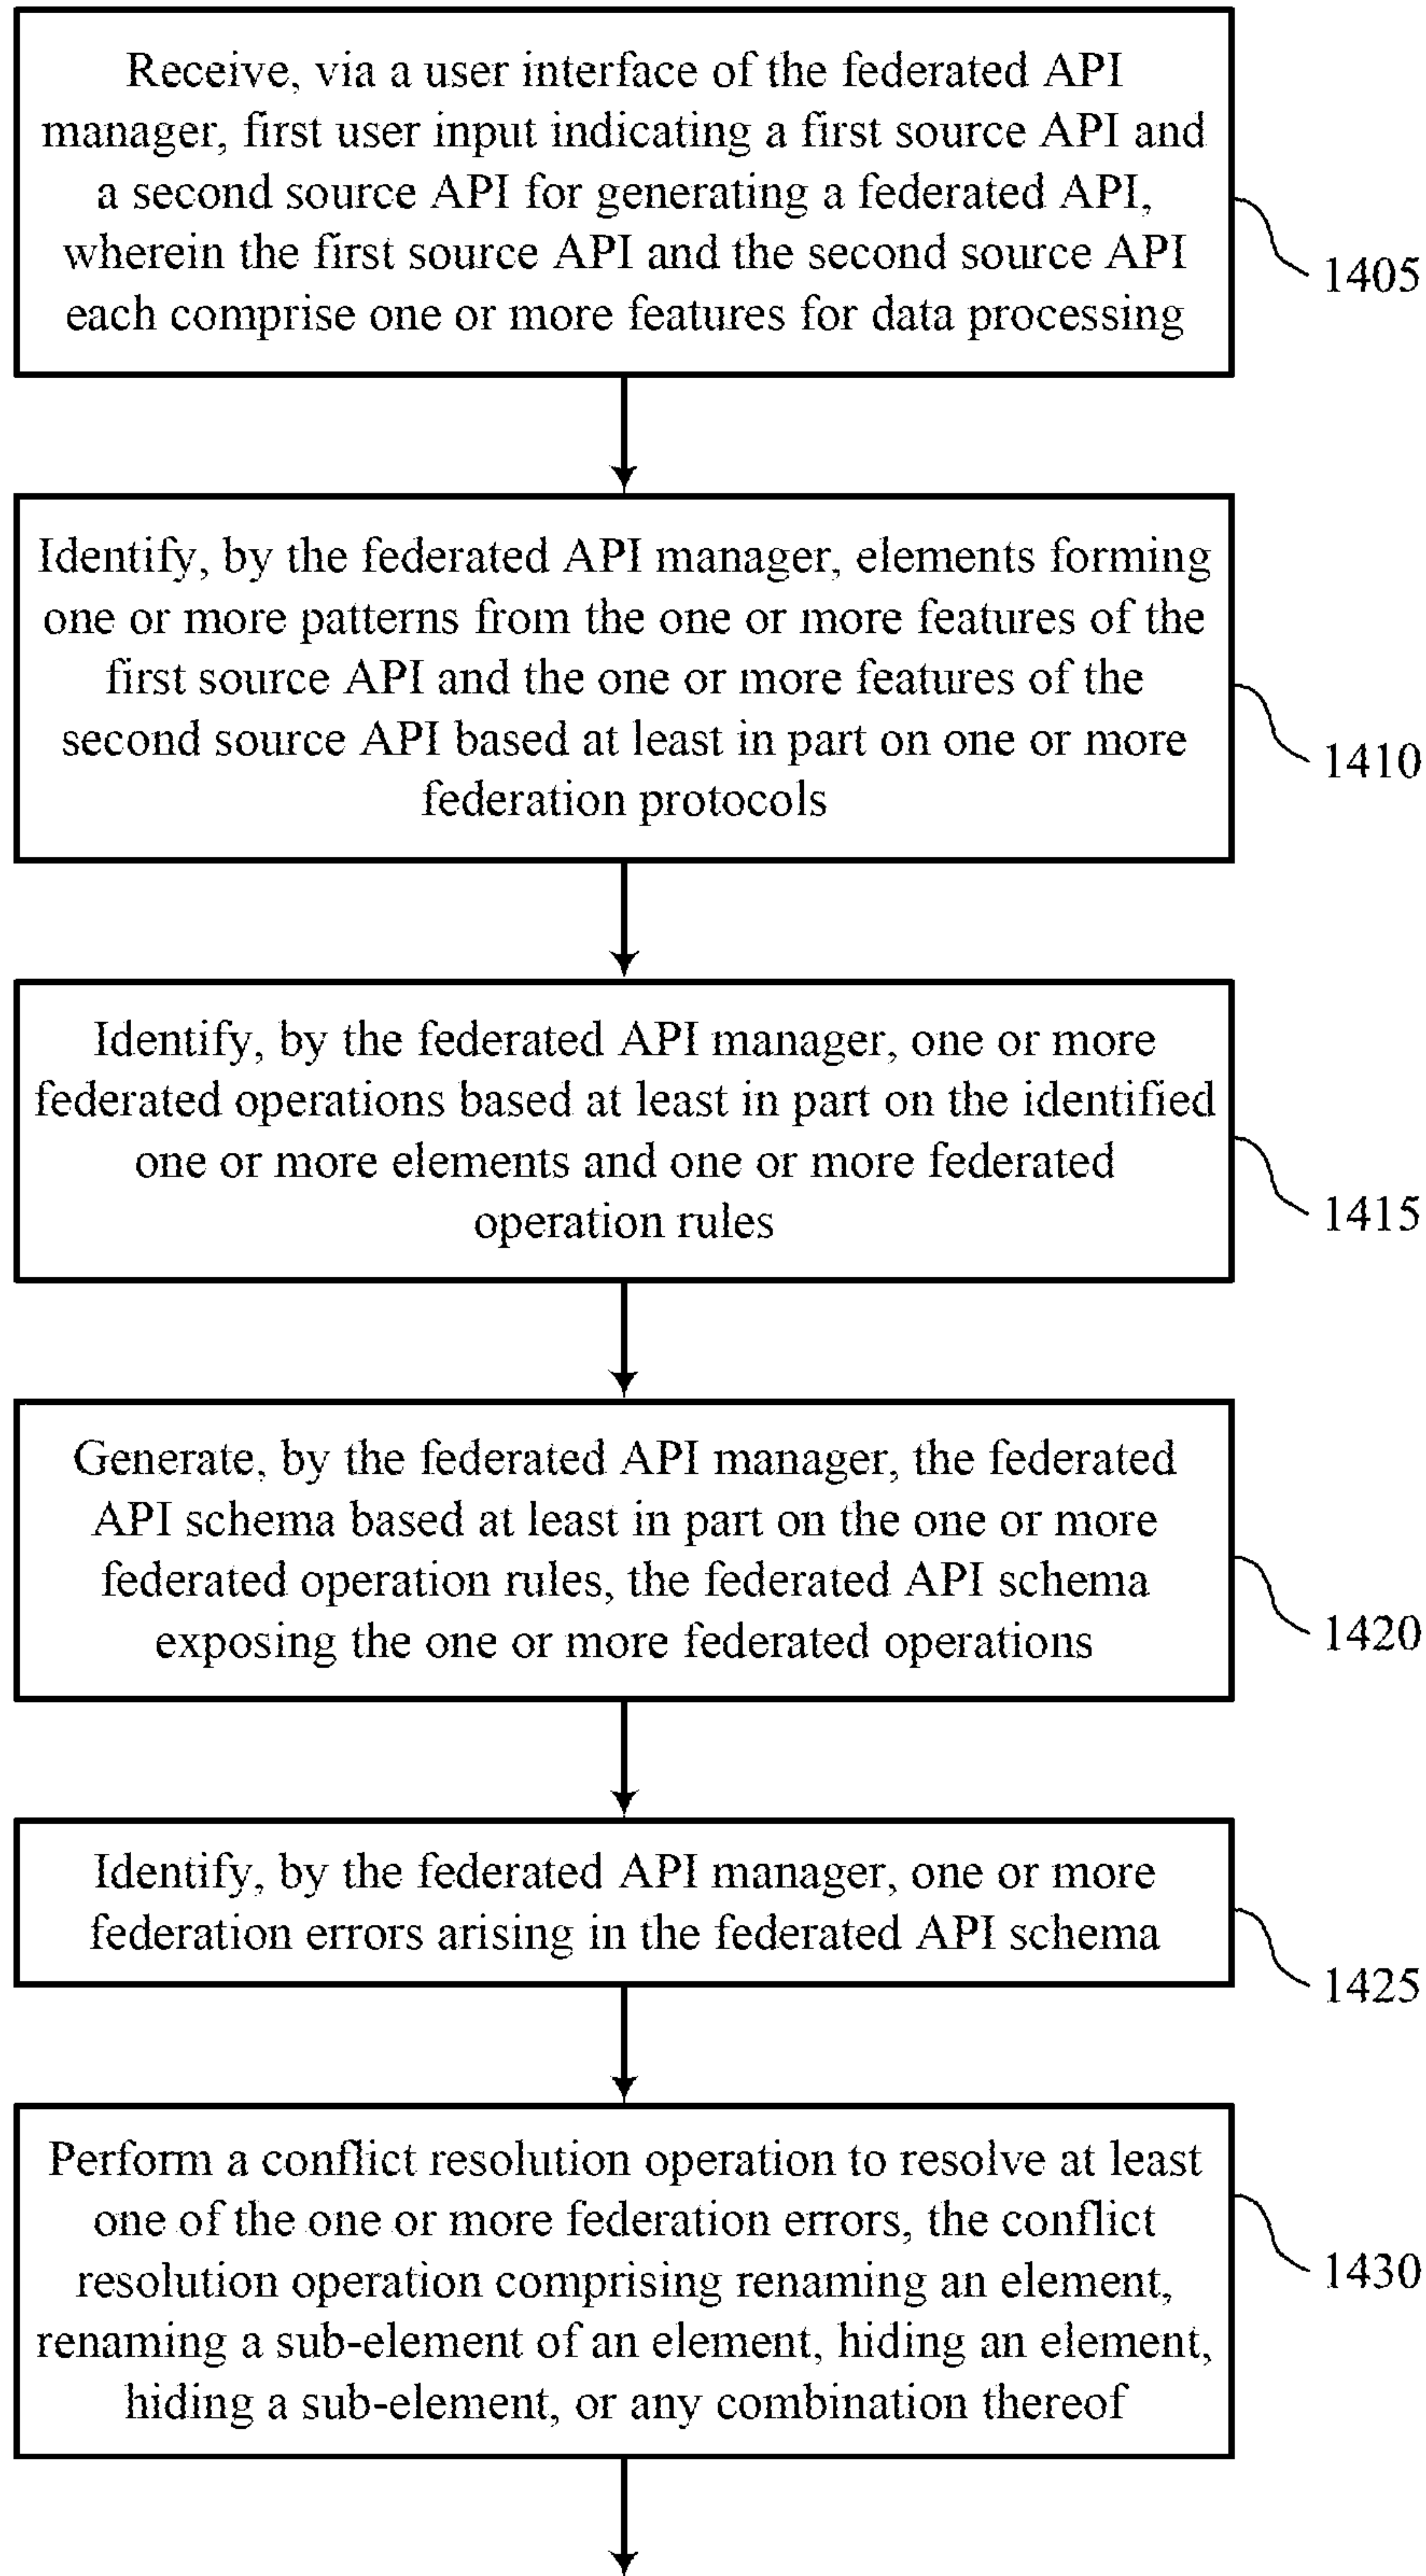 Receive, via a user interface of the federated API
manager, first user input indicating a first source API and
a second source API for generating a federated API,
wherein the first source API and the second source API
each comprise one or more features for data processing
1405
Identify, by the federated API manager, elements forming
one or more patterns from the one or more features of the
first source API and the one or more features of the
second source API based at least in part on one or more
federation protocols
1410
Identify, by the federated API manager, one or more
federated operations based at least in part on the identified
one or more elements and one or more federated
operation rules
1415
Generate, by the federated API manager, the federated
API schema based at least in part on the one or more
federated operation rules, the federated API schema
exposing the one or more federated operations
1420
Identify, by the federated API manager, one or more
federation errors arising in the federated API schema
1425
Perform a conflict resolution operation to resolve at least
one of the one or more federation errors, the conflict
resolution operation comprising renaming an element,
renaming a sub-element of an element, hiding an element,
hiding a sub-element, or any combination thereof
1430